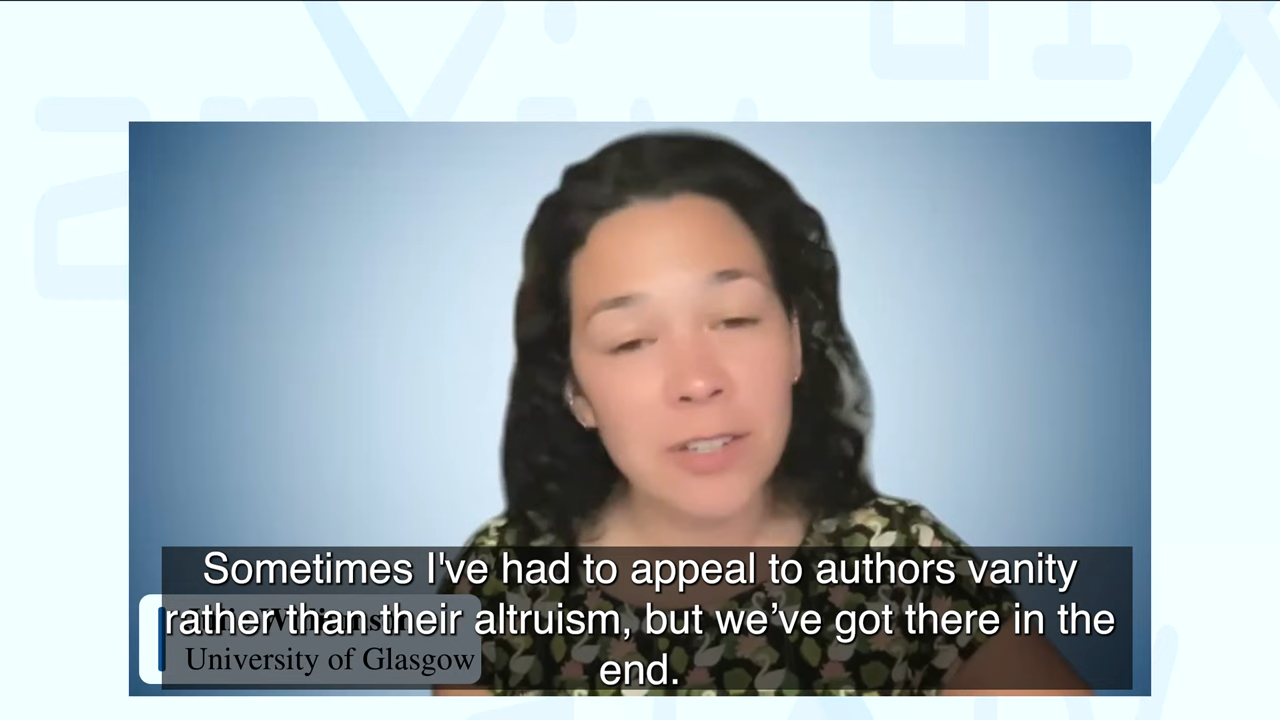 Sometimes I've had to appeal to authors vanity
rather than their altruism, but we’ve got there in the
end.
University of Glasgow